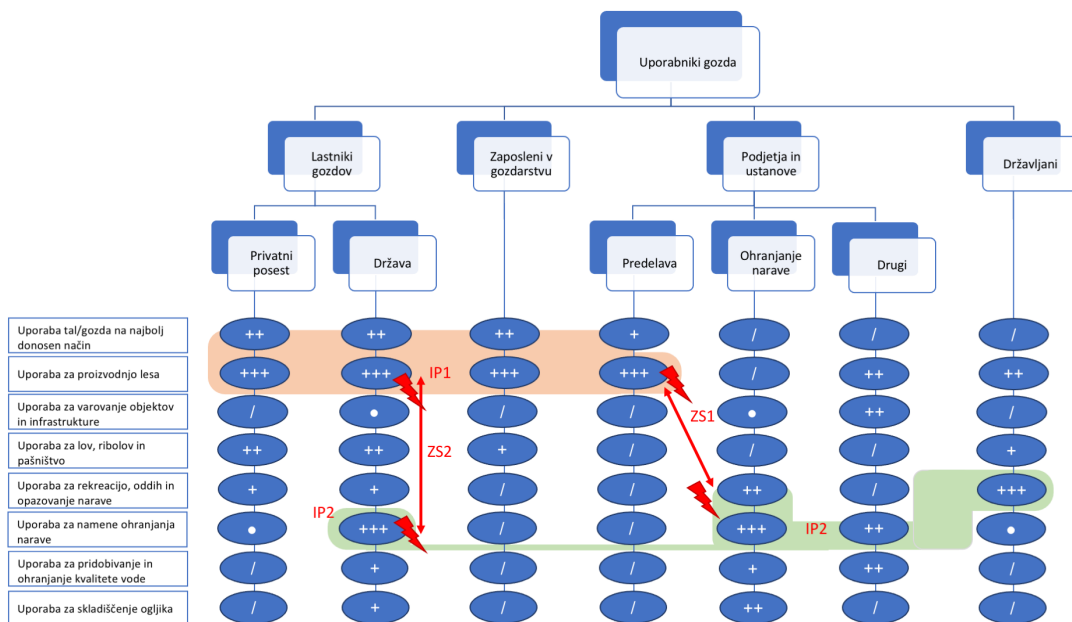 Uporabniki gozda
Lastniki
gozdov
Zaposleni v
gozdarstvu
Podjetja in
ustanove
Državljani
Privatni
posest
Država
Predelava
Ohranjanje
narave
Drugi
Uporaba tal/gozda na najbolj
donosen način
++ ++ ++ + / / /
Uporaba za proizvodnjo lesa
+++ +++ IP1 +++ +++ / ++ ++
Uporaba za varovanje objektov
in infrastrukture
/ • / / • ++ /
ZS1
Uporaba za lov, ribolov in
pašništvo
++ ++ ZS2 + / / / +
Uporaba za rekreacijo, oddih in
opazovanje narave
+ + / / ++ / +++
Uporaba za namene ohranjanja
narave
IP2
• +++ / / +++ IP2 ++ •
Uporaba za pridobivanje in
ohranjanje kvalitete vode
/ + / / + ++ /
Uporaba za skladiščenje ogljika
/ + / / ++ / /